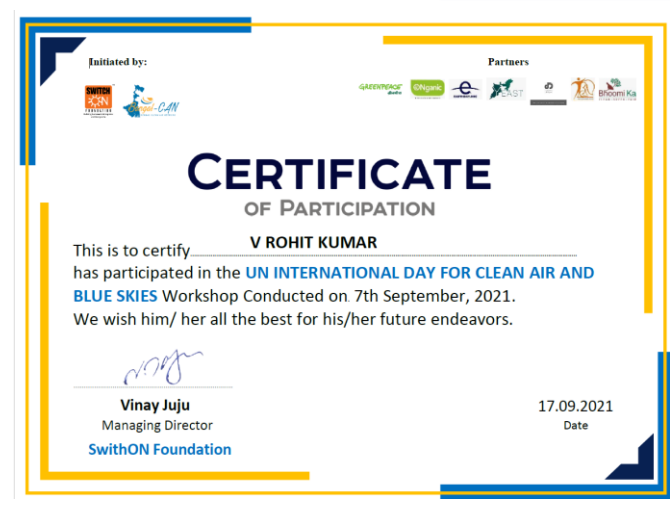 Initiated by:
Partners
SWITCH
ON
FOUNDATION
GREENPEACE
ONganic
EAST
Bhoomi Ka
CERTIFICATE
OF PARTICIPATION
This is to certify V ROHIT KUMAR
has participated in the UN INTERNATIONAL DAY FOR CLEAN AIR AND
BLUE SKIES Workshop Conducted on 7th September, 2021.
We wish him/ her all the best for his/her future endeavors.
Vinay Juju
17.09.2021
Managing Director
Date
SwithON Foundation